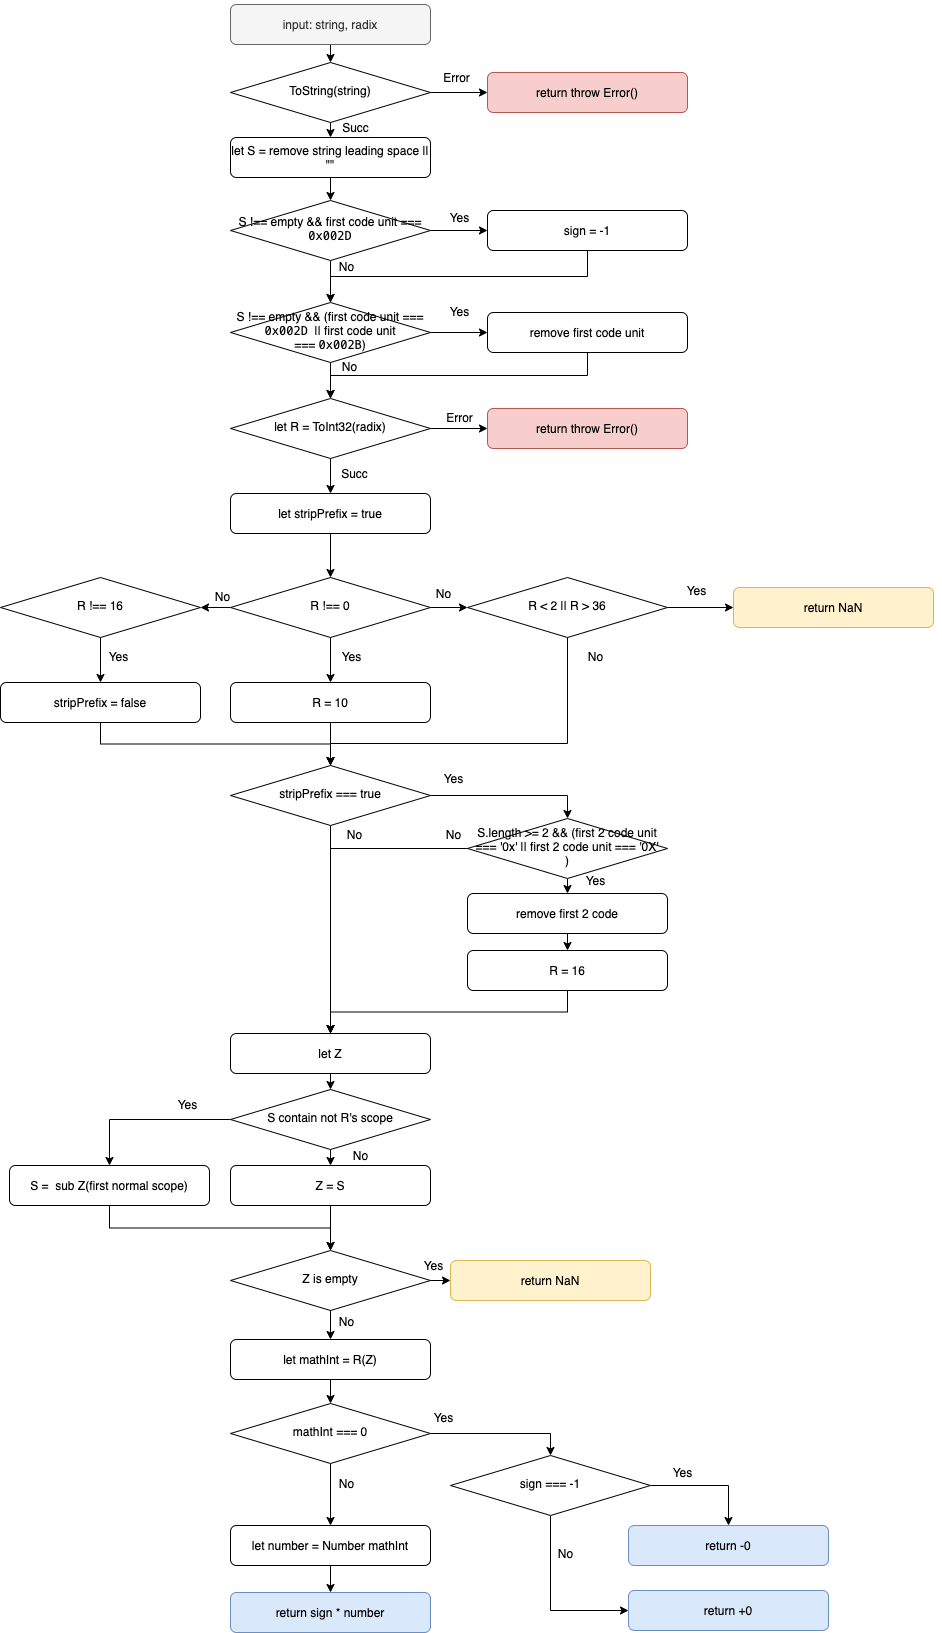 input: string, radix
ToString(string)
Error
return throw Error()
Succ
let S = remove string leading space ||
""
S !== empty && first code unit ===
0x002D
Yes
sign = -1
No
S !== empty && (first code unit ===
0x002D || first code unit
=== 0x002B)
Yes
remove first code unit
No
let R = ToInt32(radix)
Error
return throw Error()
Succ
let stripPrefix = true
R !== 16
No
R !== 0
No
R < 2 || R > 36
Yes
return NaN
Yes
Yes
No
stripPrefix = false
R = 10
stripPrefix === true
Yes
No
No
S.length >= 2 && (first 2 code unit
=== '0x' || first 2 code unit === '0X'
)
Yes
remove first 2 code
R = 16
let Z
Yes
S contain not R's scope
No
S = sub Z(first normal scope)
Z = S
Z is empty
Yes
return NaN
No
let mathInt = R(Z)
mathInt === 0
Yes
No
sign === -1
Yes
let number = Number mathInt
No
return -0
return sign * number
return +0